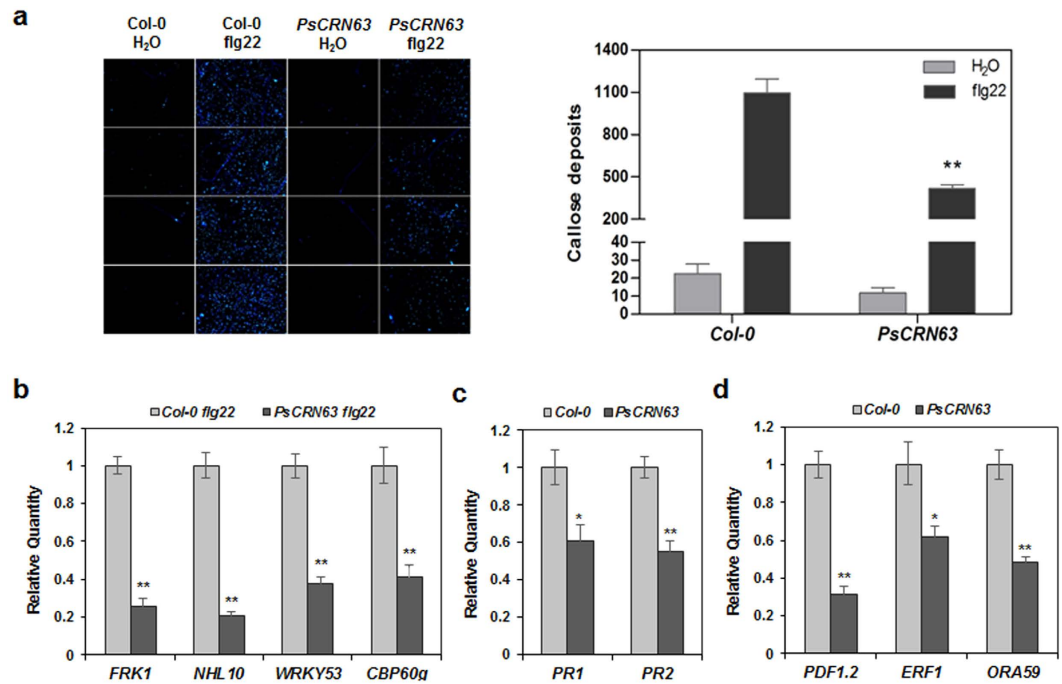 a
Col-0 Col-0 PsCRN63 PsCRN63
H₂O flg22 H₂O flg22
1400
1100
800
500
200
40
30
20
10
0
Callose deposits
H₂O
flg22
**
Col-0 PsCRN63
b
Col-0 flg22 PsCRN63 flg22
1.2
1
0.8
0.6
0.4
0.2
0
Relative Quantity
** ** ** **
FRK1 NHL10 WRKY53 CBP60g
c
Col-0 PsCRN63
1.2
1
0.8
0.6
0.4
0.2
0
Relative Quantity
* **
PR1 PR2
d
Col-0 PsCRN63
1.2
1
0.8
0.6
0.4
0.2
0
Relative Quantity
** * **
PDF1.2 ERF1 ORA59